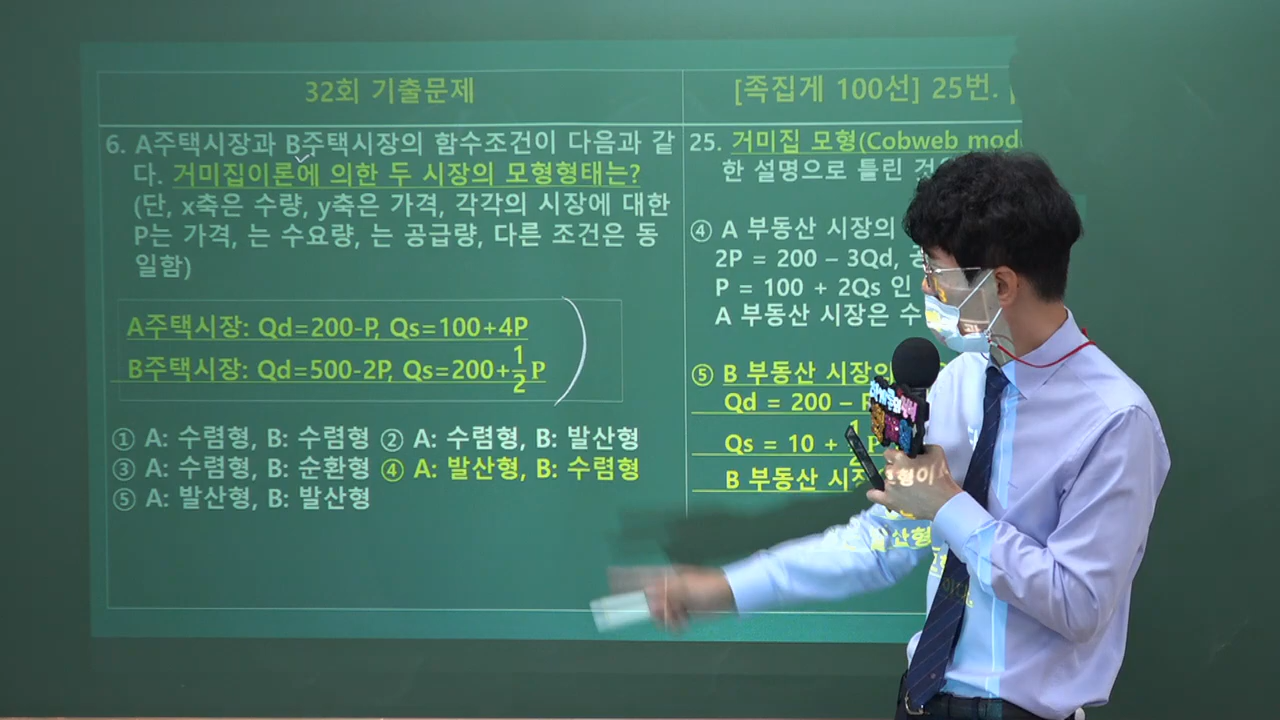 32회 기출문제
6. A주택시장과 B주택시장의 함수조건이 다음과 같
다. 거미집이론에 의한 두 시장의 모형형태는?
(단, x축은 수량, y축은 가격, 각각의 시장에 대한
P는 가격, 는 수요량, 는 공급량, 다른 조건은 동
일함)
A주택시장: Qd=200-P, Qs=100+4P
B주택시장: Qd=500-2P, Qs=200+1/2 P
① A: 수렴형, B: 수렴형 ② A: 수렴형, B: 발산형
③ A: 수렴형, B: 순환형 ④ A: 발산형, B: 수렴형
⑤ A: 발산형, B: 발산형
[족집게 100선] 25번.
25. 거미집 모형(Cobweb mod
한 설명으로 틀린
④ A 부동산 시장의
2P = 200 – 3Qd,
P = 100 + 2Qs 인
A 부동산 시장은 수
⑤ B 부동산 시장의
Qd = 200 –
Qs = 10 +
B 부동산 시장